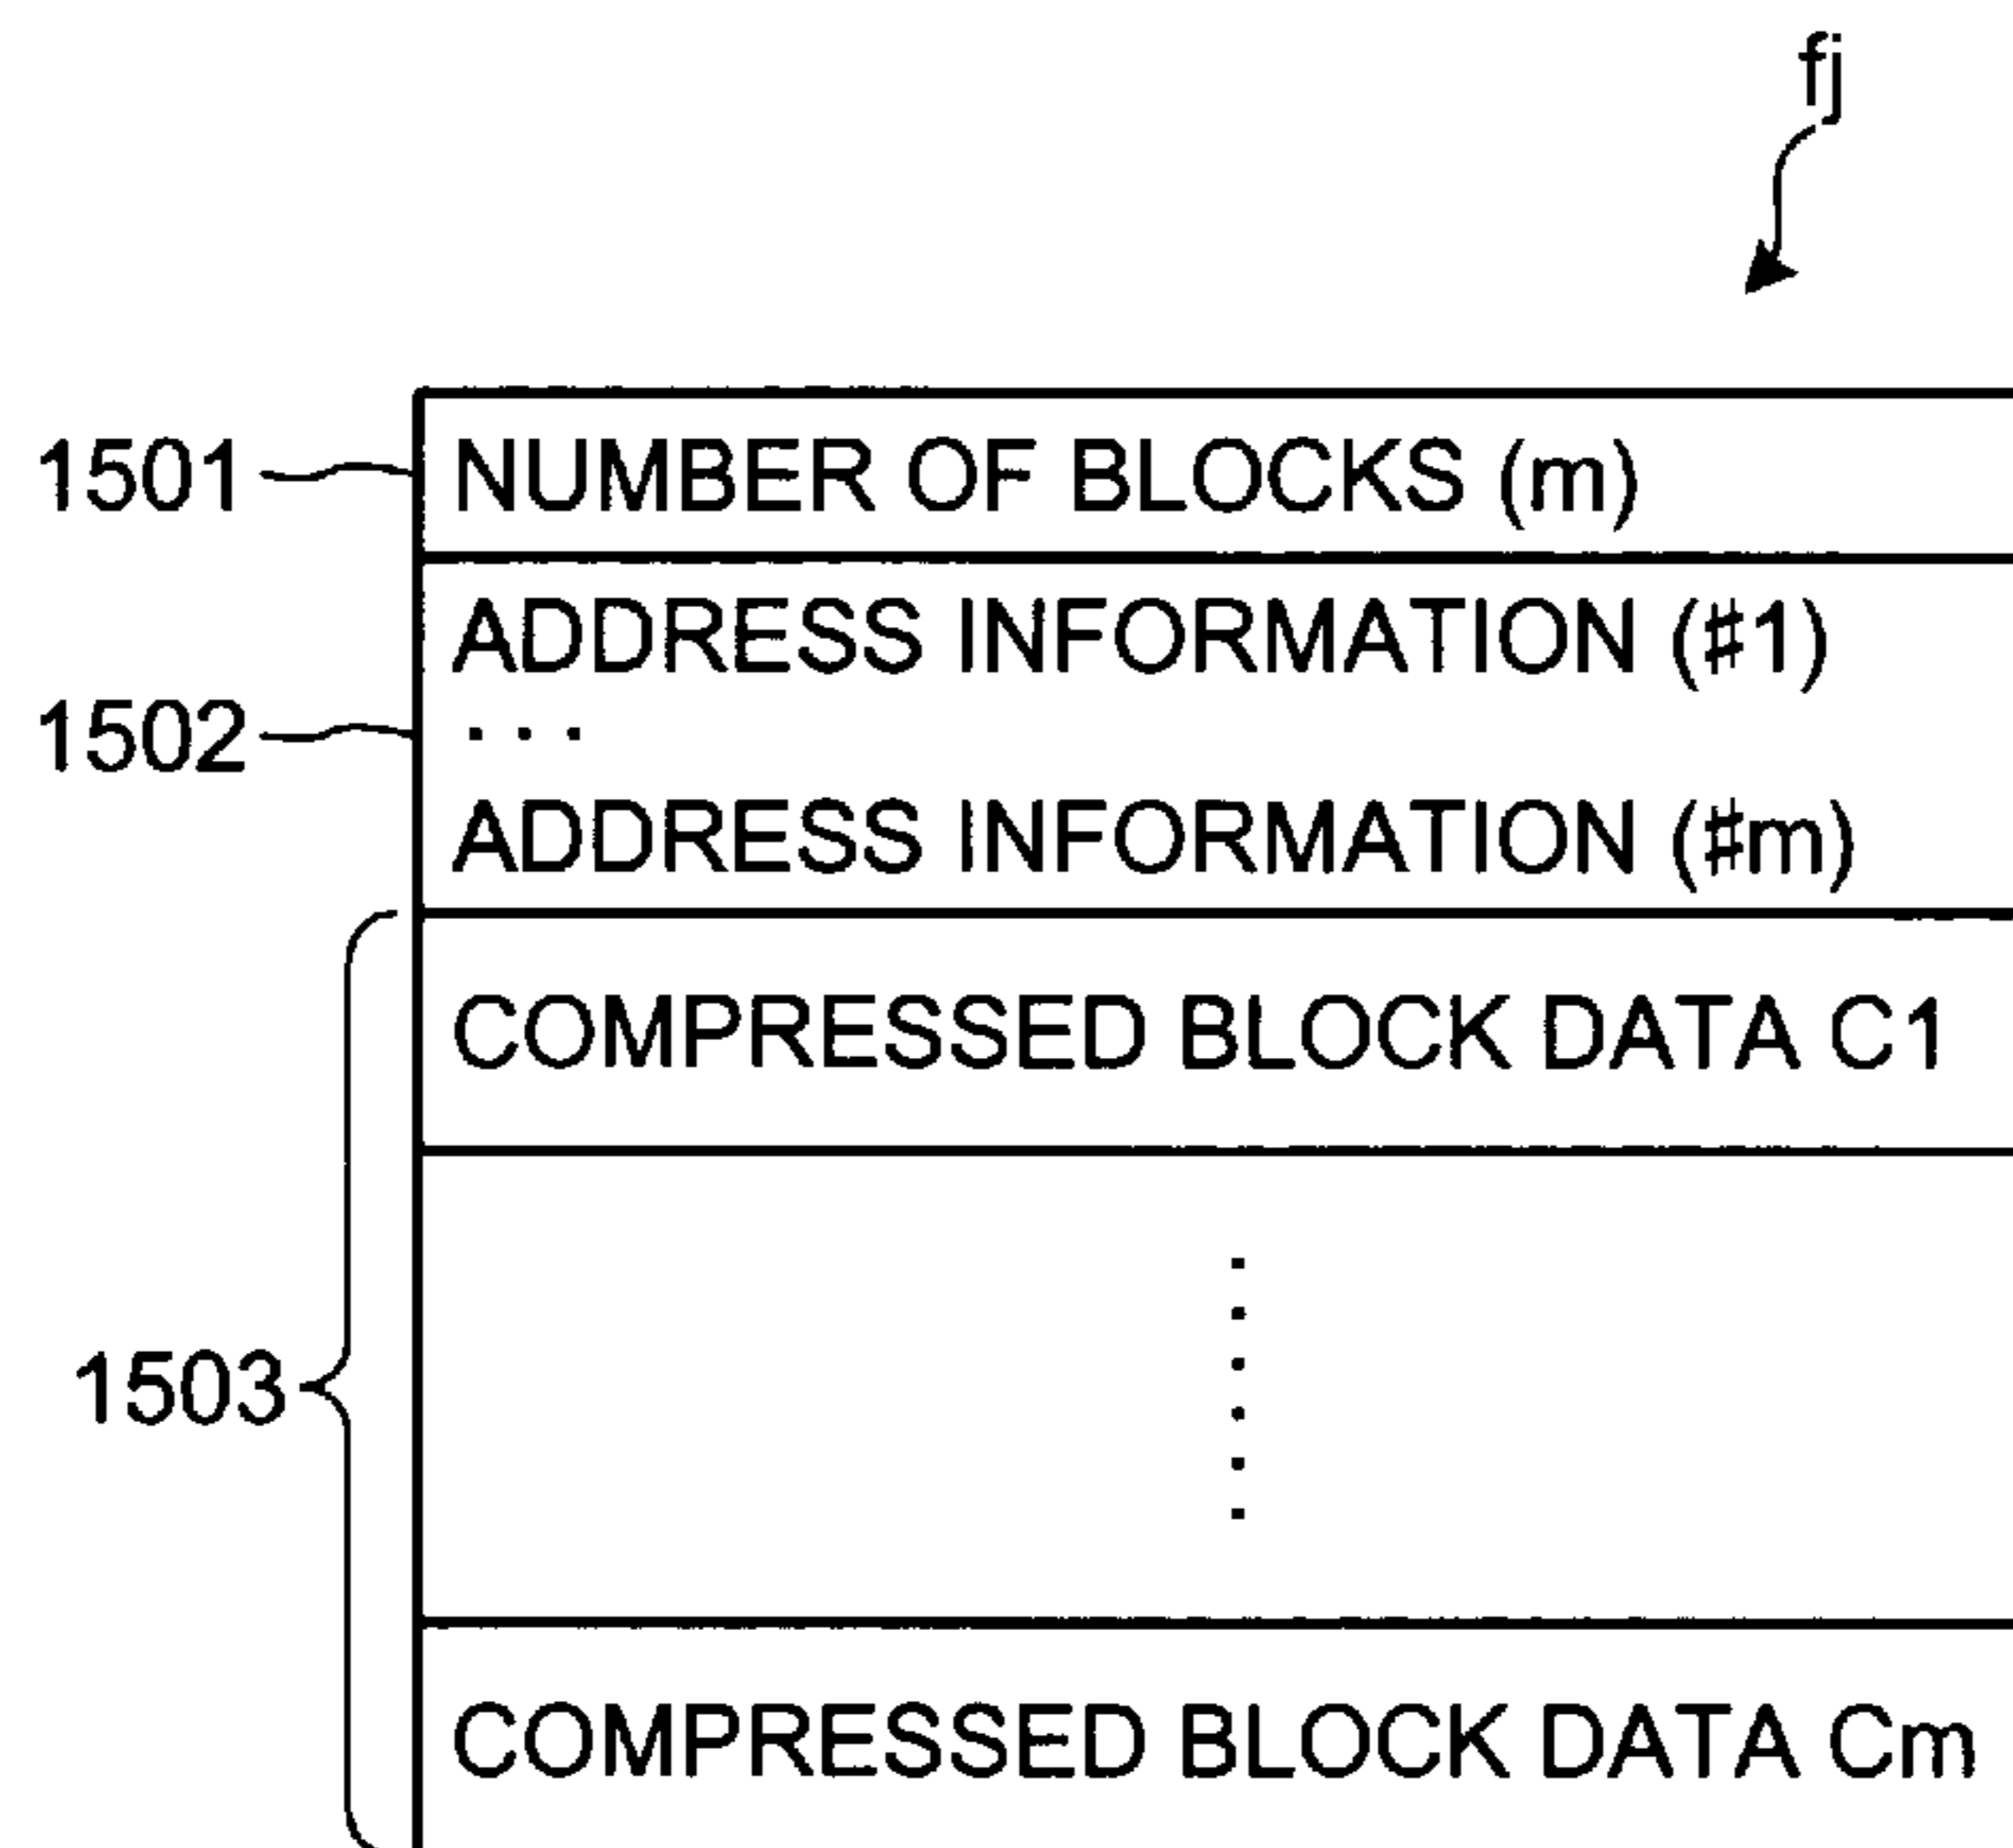 fj
1501 NUMBER OF BLOCKS (m)
ADDRESS INFORMATION (♯1)
1502 ...
ADDRESS INFORMATION (♯m)
COMPRESSED BLOCK DATA C1
1503
COMPRESSED BLOCK DATA Cm